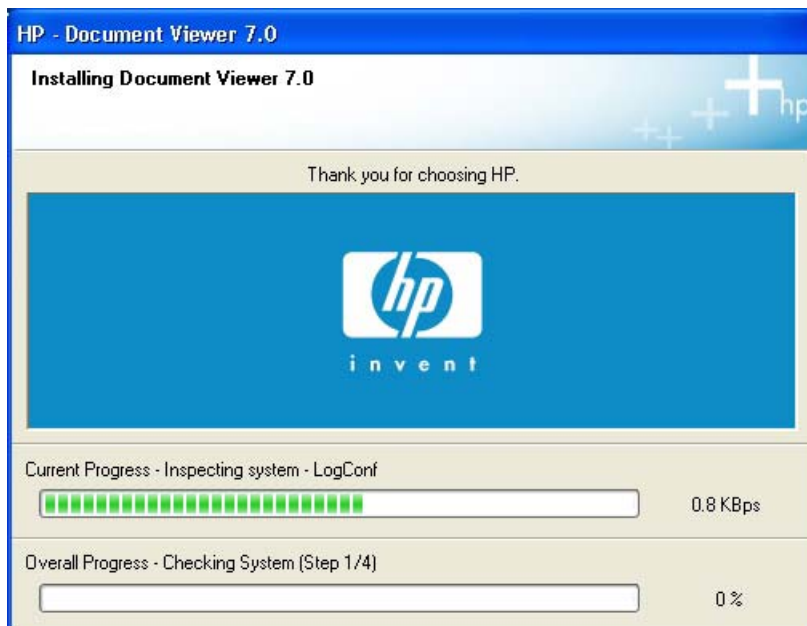 HP - Document Viewer 7.0
Installing Document Viewer 7.0
hp
Thank you for choosing HP.
hp
invent
Current Progress - Inspecting system - LogConf
0.8 KBps
Overall Progress - Checking System (Step 1/4)
0 %